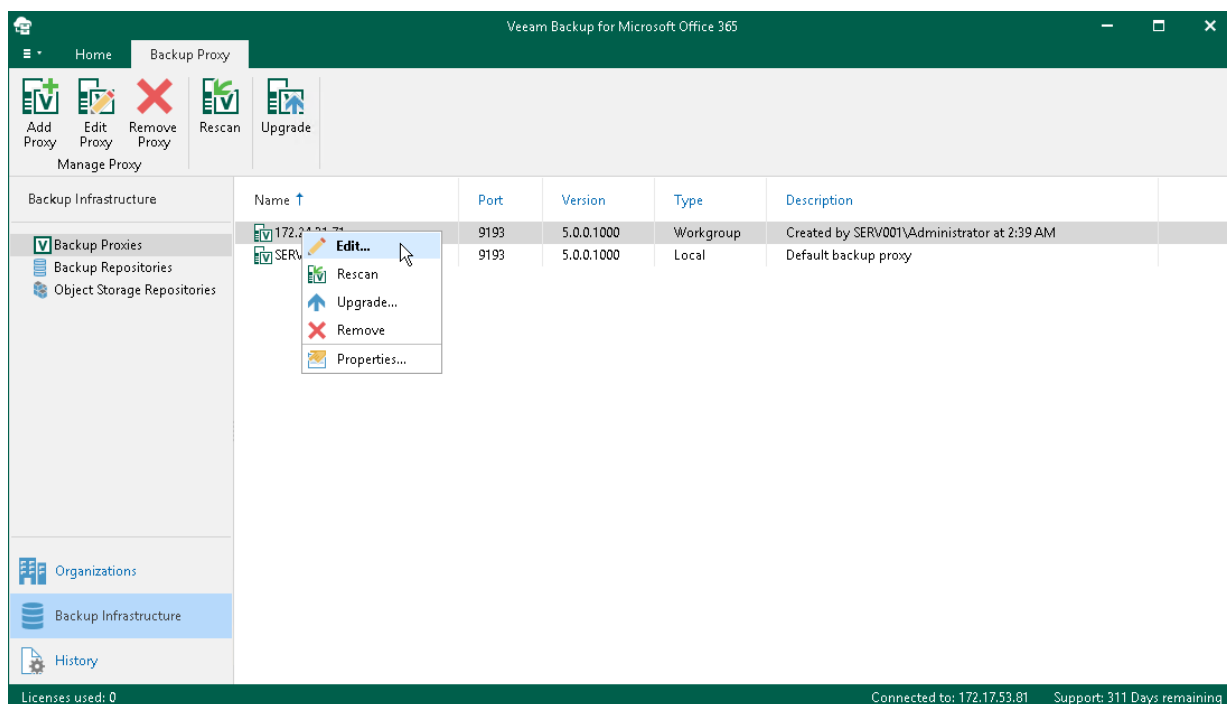 Veeam Backup for Microsoft Office 365
Home Backup Proxy
Add Proxy
Edit Proxy
Remove Proxy
Rescan
Upgrade
Manage Proxy
Backup Infrastructure
Backup Proxies
Backup Repositories
Object Storage Repositories
Name Port Version Type Description
9193 5.0.0.1000 Workgroup Created by SERV001\Administrator at 2:39 AM
SERV 9193 5.0.0.1000 Local Default backup proxy
Edit...
Rescan
Upgrade...
Remove
Properties...
Organizations
Backup Infrastructure
History
Licenses used: 0 Connected to: 172.17.53.81 Support: 311 Days remaining